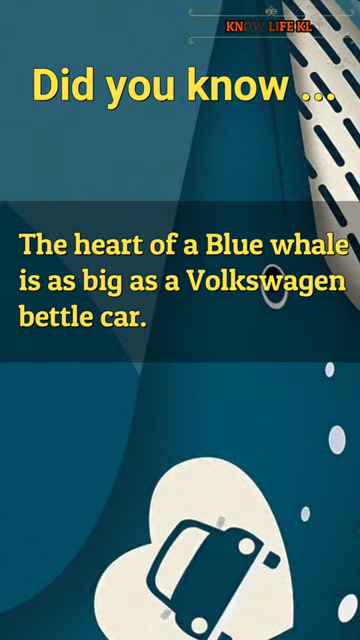 KNOW LIFE KL
Did you know ...
The heart of a Blue whale
is as big as a Volkswagen
bettle car.